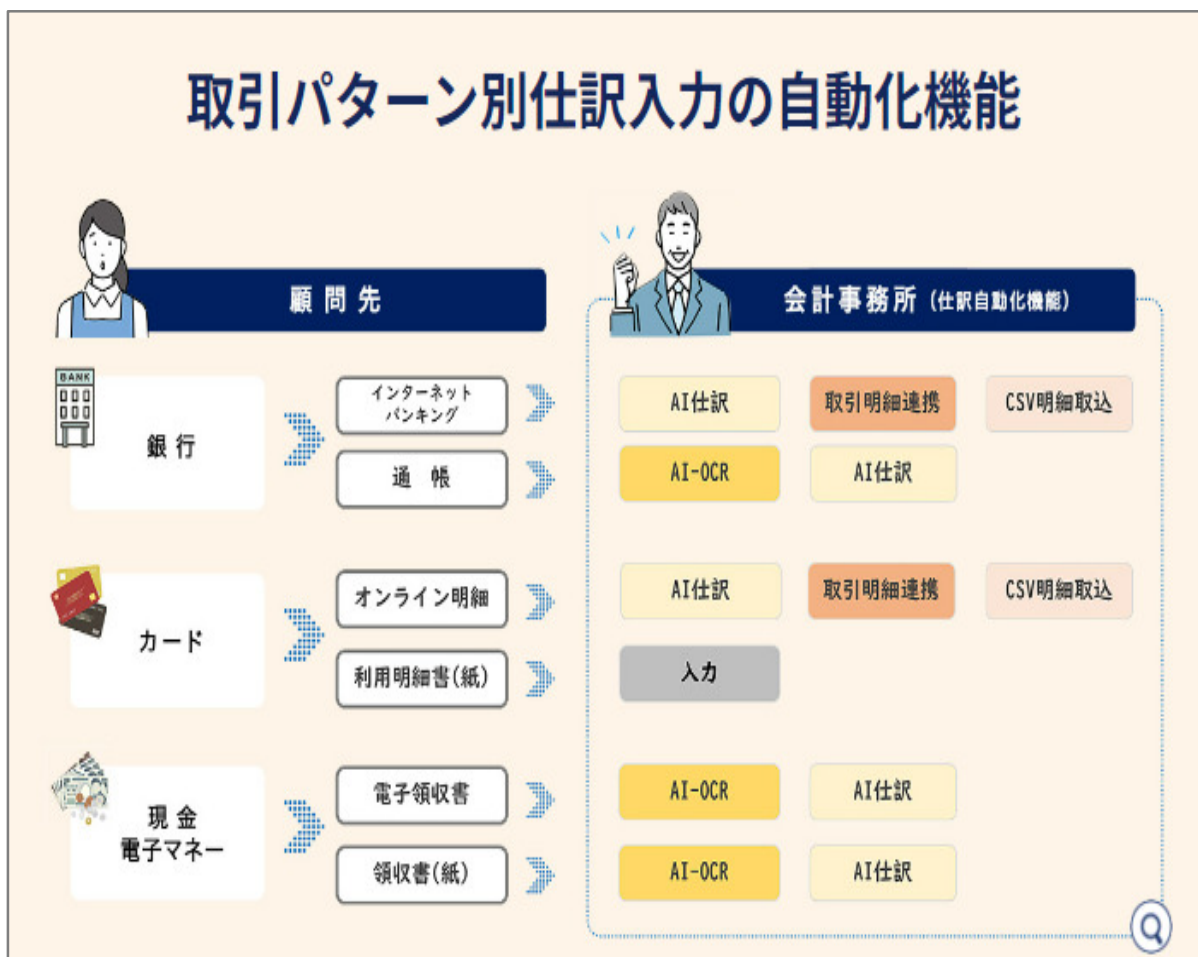 取引パターン別仕訳入力の自動化機能
顧問先
会計事務所(仕訳自動化機能)
BANK
銀行
インターネット
バンキング
AI仕訳
取引明細連携
CSV明細取込
通帳
AI-OCR
AI仕訳
カード
オンライン明細
AI仕訳
取引明細連携
CSV明細取込
利用明細書(紙)
入力
現金
電子マネー
電子領収書
AI-OCR
AI仕訳
領収書(紙)
AI-OCR
AI仕訳